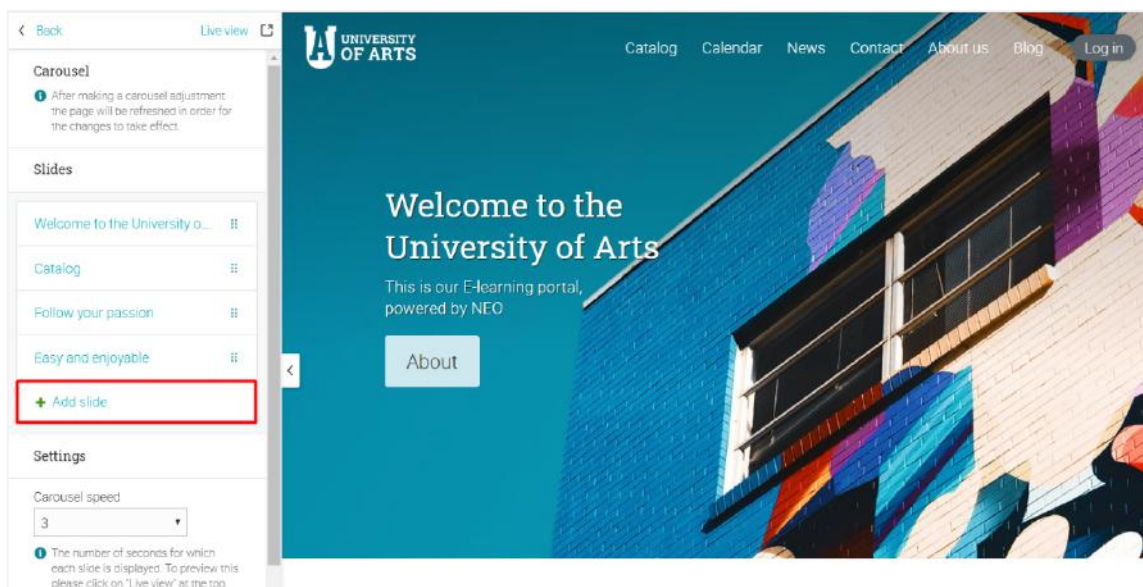 Back
Live view
Carousel
After making a carousel adjustment
the page will be refreshed in order for
the changes to take effect.
Slides
Welcome to the University o...
Catalog
Follow your passion
Easy and enjoyable
+ Add slide
Settings
Carousel speed
3
The number of seconds for which
each slide is displayed. To preview this
please click on "Live view" at the top.
UNIVERSITY
OF ARTS
Catalog Calendar News Contact About us Blog Log in
Welcome to the
University of Arts
This is our E-learning portal,
powered by NEO
About